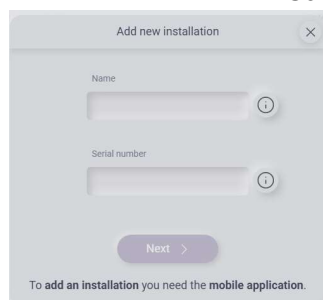 Add new installation
Name
Serial number
Next
To add an installation you need the mobile application.